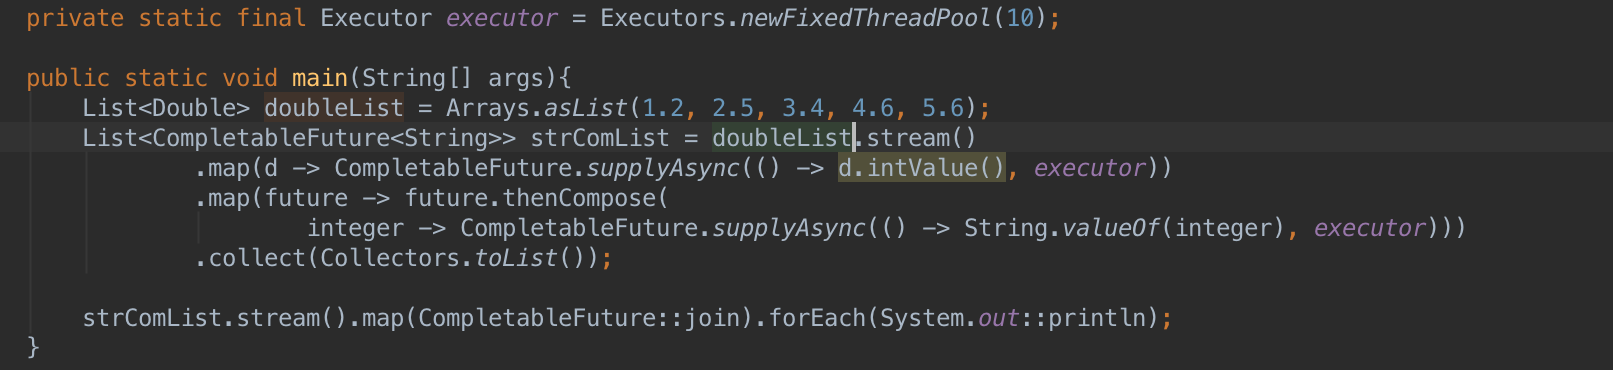 private static final Executor executor = Executors.newFixedThreadPool(10);
public static void main(String[] args){
List<Double> doubleList = Arrays.asList(1.2, 2.5, 3.4, 4.6, 5.6);
List<CompletableFuture<String>> strComList = doubleList.stream()
.map(d -> CompletableFuture.supplyAsync(() -> d.intValue(), executor))
.map(future -> future.thenCompose(
integer -> CompletableFuture.supplyAsync(() -> String.valueOf(integer), executor)))
.collect(Collectors.toList());
strComList.stream().map(CompletableFuture::join).forEach(System.out::println);
}